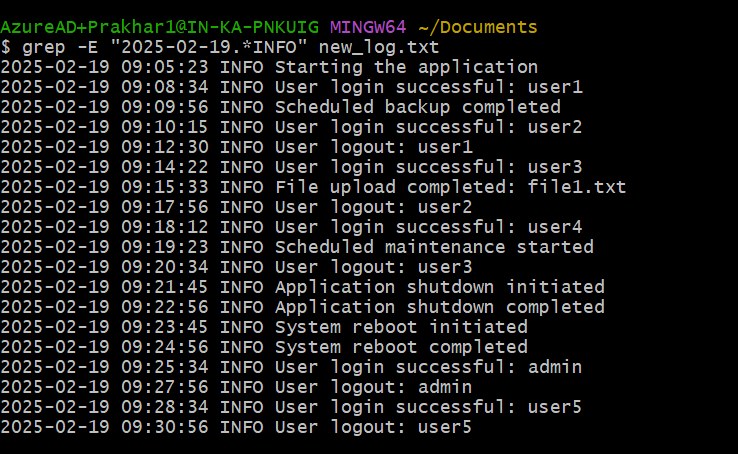 AzureAD+Prakhar1@IN-KA-PNKUIG MINGW64 ~/Documents
$ grep -E "2025-02-19.*INFO" new_log.txt
2025-02-19 09:05:23 INFO Starting the application
2025-02-19 09:08:34 INFO User login successful: user1
2025-02-19 09:09:56 INFO Scheduled backup completed
2025-02-19 09:10:15 INFO User login successful: user2
2025-02-19 09:12:30 INFO User logout: user1
2025-02-19 09:14:22 INFO User login successful: user3
2025-02-19 09:15:33 INFO File upload completed: file1.txt
2025-02-19 09:17:56 INFO User logout: user2
2025-02-19 09:18:12 INFO User login successful: user4
2025-02-19 09:19:23 INFO Scheduled maintenance started
2025-02-19 09:20:34 INFO User logout: user3
2025-02-19 09:21:45 INFO Application shutdown initiated
2025-02-19 09:22:56 INFO Application shutdown completed
2025-02-19 09:23:45 INFO System reboot initiated
2025-02-19 09:24:56 INFO System reboot completed
2025-02-19 09:25:34 INFO User login successful: admin
2025-02-19 09:27:56 INFO User logout: admin
2025-02-19 09:28:34 INFO User login successful: user5
2025-02-19 09:30:56 INFO User logout: user5